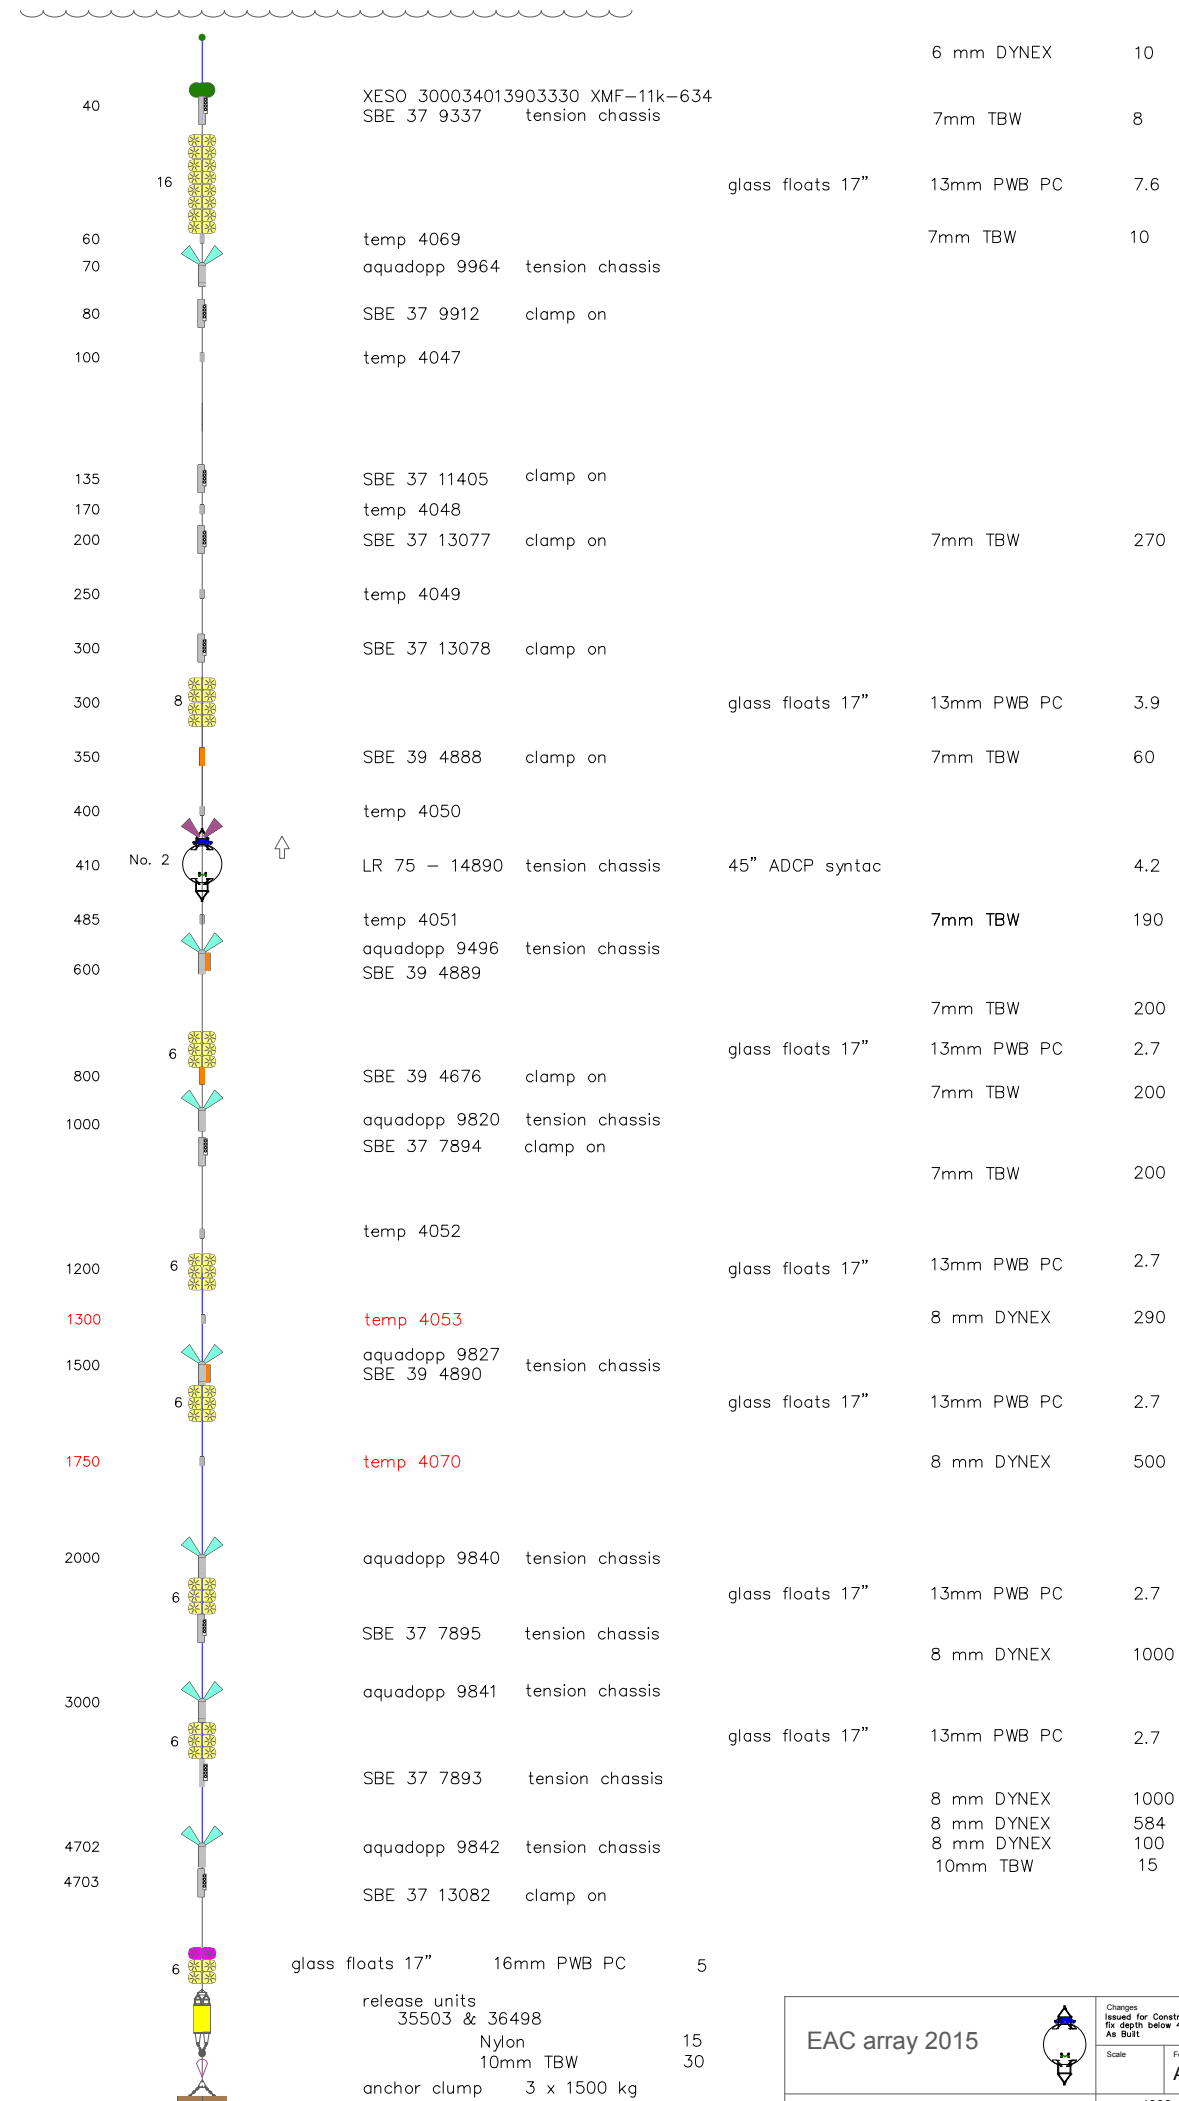 6 mm DYNEX 10
XESO 300034013903330 XMF-11k-634
40 SBE 37 9337 tension chassis
7mm TBW 8
16 glass floats 17" 13mm PWB PC 7.6
60 temp 4069 7mm TBW 10
70 aquadopp 9964 tension chassis
80 SBE 37 9912 clamp on
100 temp 4047
135 SBE 37 11405 clamp on
170 temp 4048
200 SBE 37 13077 clamp on 7mm TBW 270
250 temp 4049
300 SBE 37 13078 clamp on
300 8 glass floats 17" 13mm PWB PC 3.9
350 SBE 39 4888 clamp on 7mm TBW 60
400 temp 4050
410 No. 2 LR 75 - 14890 tension chassis 45" ADCP syntac 4.2
485 temp 4051 7mm TBW 190
aquadopp 9496 tension chassis
600 SBE 39 4889
7mm TBW 200
6 glass floats 17" 13mm PWB PC 2.7
800 SBE 39 4676 clamp on
7mm TBW 200
1000 aquadopp 9820 tension chassis
SBE 37 7894 clamp on
7mm TBW 200
temp 4052
1200 6 glass floats 17" 13mm PWB PC 2.7
1300 temp 4053 8 mm DYNEX 290
aquadopp 9827
1500 SBE 39 4890 tension chassis
6 glass floats 17" 13mm PWB PC 2.7
1750 temp 4070 8 mm DYNEX 500
2000 aquadopp 9840 tension chassis
6 glass floats 17" 13mm PWB PC 2.7
SBE 37 7895 tension chassis
8 mm DYNEX 1000
3000 aquadopp 9841 tension chassis
6 glass floats 17" 13mm PWB PC 2.7
SBE 37 7893 tension chassis
8 mm DYNEX 1000
8 mm DYNEX 584
4702 aquadopp 9842 tension chassis 8 mm DYNEX 100
10mm TBW 15
4703 SBE 37 13082 clamp on
6 glass floats 17" 16mm PWB PC 5
release units
35503 & 36498
Nylon 15
10mm TBW 30
anchor clump 3 x 1500 kg
EAC array 2015
Changes
Issued for Constr
fix depth below 4
As Built
Scale